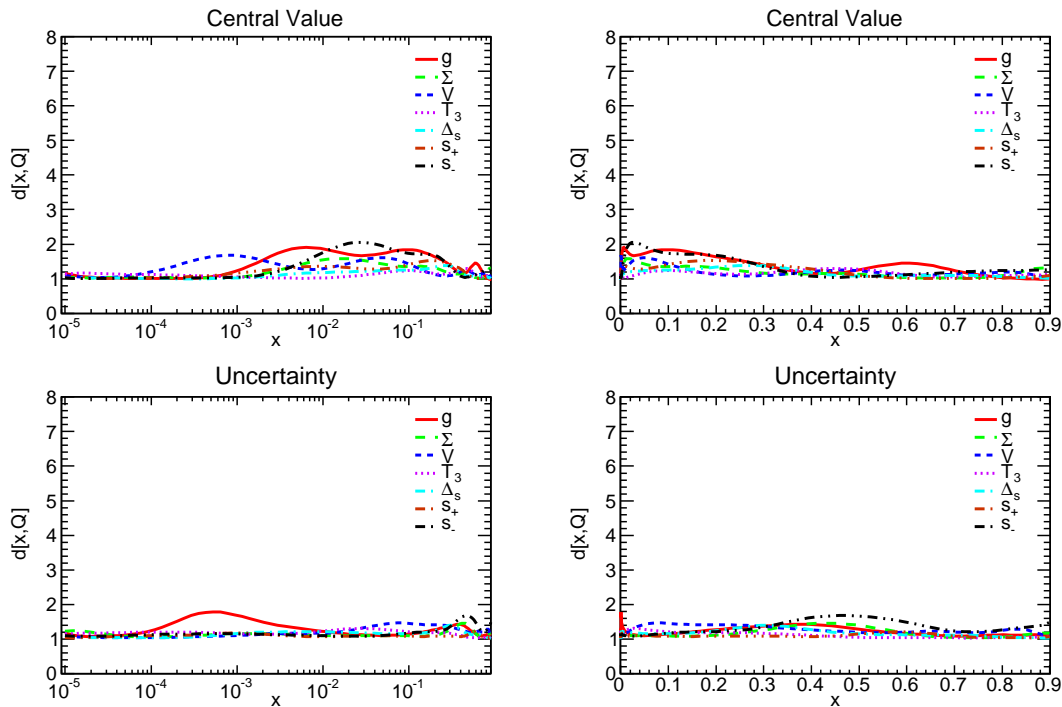 Central Value
8
7
6
5
4
3
2
1
0
d[x,Q]
g
Σ
V
T3
Δs
s+
s-
10-5
10-4
10-3
10-2
10-1
x
Central Value
8
7
6
5
4
3
2
1
0
d[x,Q]
g
Σ
V
T3
Δs
s+
s-
0 0.1 0.2 0.3 0.4 0.5 0.6 0.7 0.8 0.9
x
Uncertainty
8
7
6
5
4
3
2
1
0
d[x,Q]
g
Σ
V
T3
Δs
s+
s-
10-5
10-4
10-3
10-2
10-1
x
Uncertainty
8
7
6
5
4
3
2
1
0
d[x,Q]
g
Σ
V
T3
Δs
s+
s-
0 0.1 0.2 0.3 0.4 0.5 0.6 0.7 0.8 0.9
x